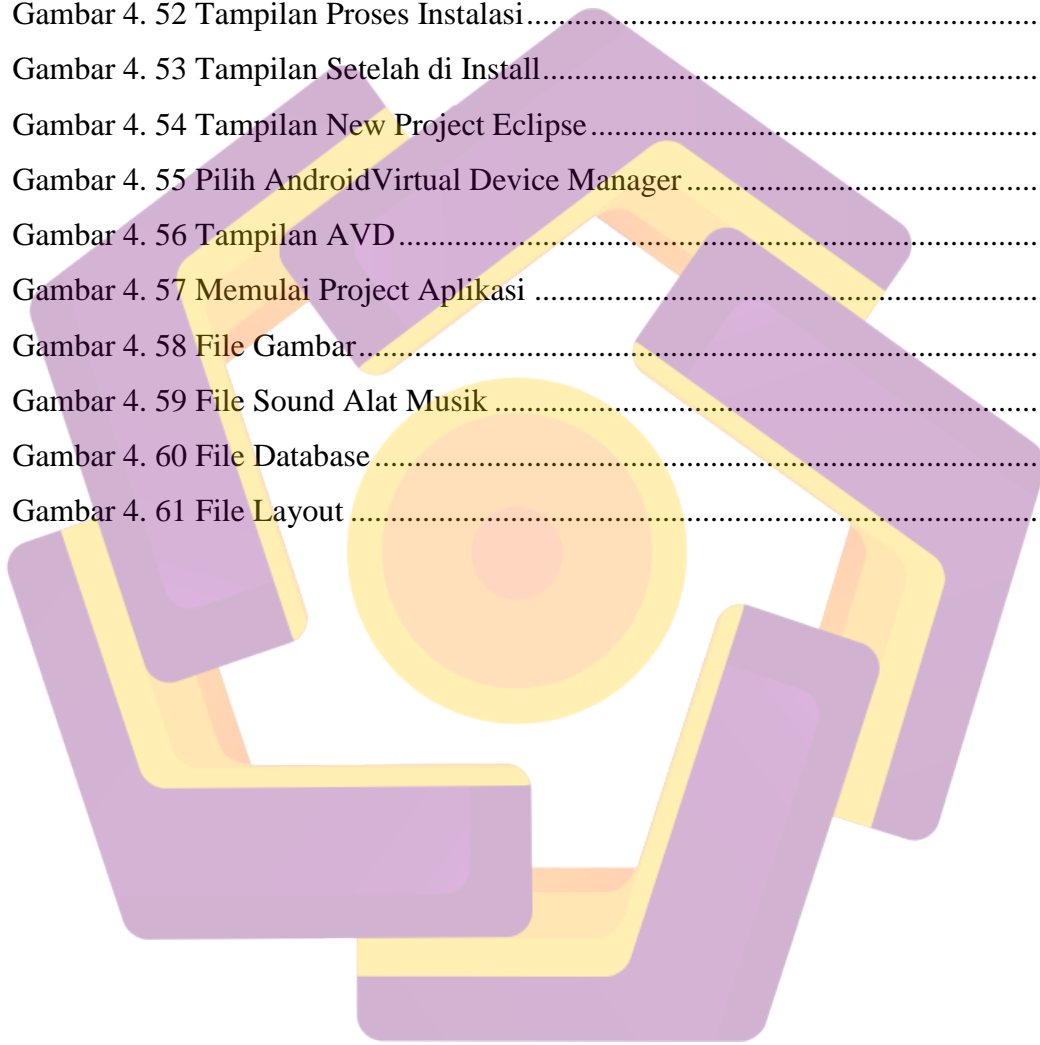 Gambar 4. 52 Tampilan Proses Instalasi...............................................................................
Gambar 4. 53 Tampilan Setelah di Install.............................................................................
Gambar 4. 54 Tampilan New Project Eclipse.......................................................................
Gambar 4. 55 Pilih AndroidVirtual Device Manager..........................................................
Gambar 4. 56 Tampilan AVD................................................................................................
Gambar 4. 57 Memulai Project Aplikasi ..............................................................................
Gambar 4. 58 File Gambar.....................................................................................................
Gambar 4. 59 File Sound Alat Musik ...................................................................................
Gambar 4. 60 File Database...................................................................................................
Gambar 4. 61 File Layout ......................................................................................................